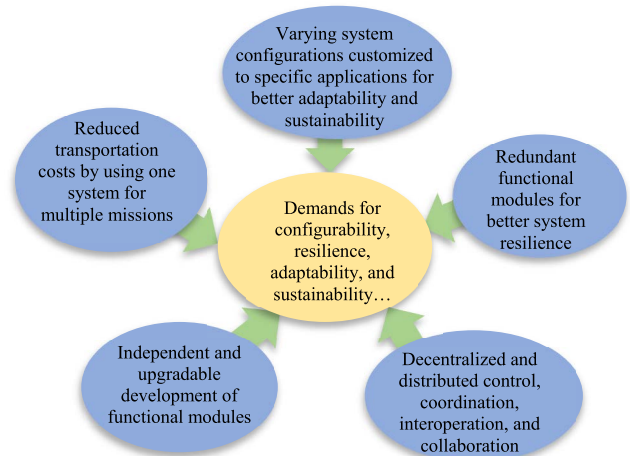 Varying system
configurations customized
to specific applications for
better adaptability and
sustainability
Reduced
transportation
costs by using one
system for
multiple missions
Redundant
functional
modules for
better system
resilience
Demands for
configurability,
resilience,
adaptability, and
sustainability…
Independent and
upgradable
development of
functional modules
Decentralized and
distributed control,
coordination,
interoperation, and
collaboration